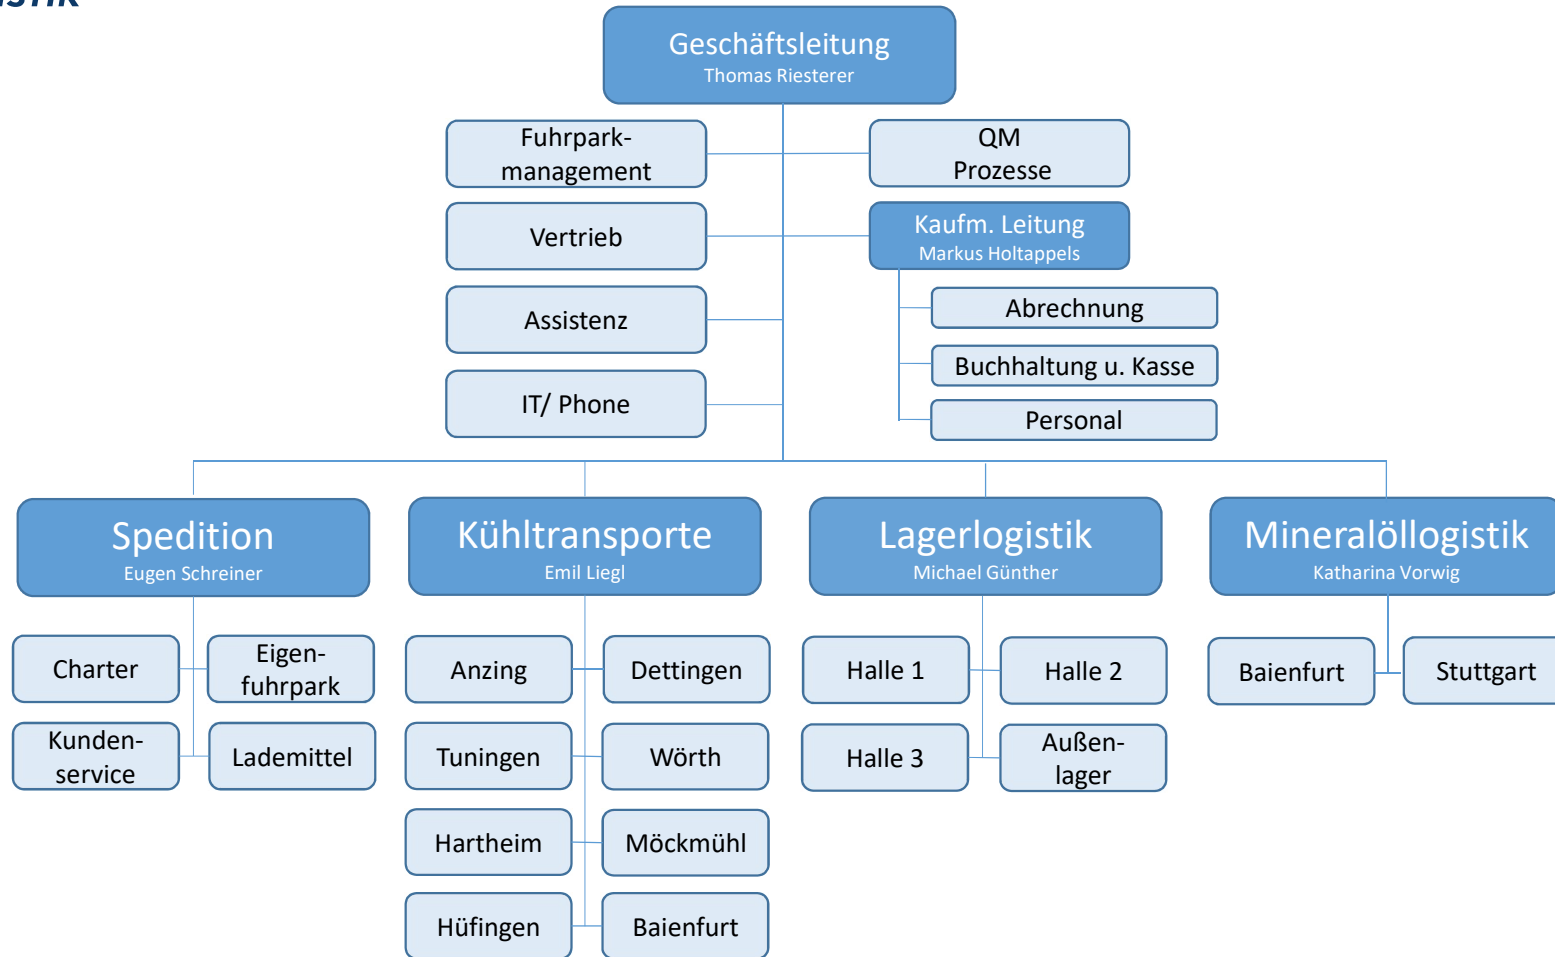 Geschäftsleitung
Thomas Riesterer
Fuhrpark-
management
QM
Prozesse
Vertrieb
Kaufm. Leitung
Markus Holtappels
Assistenz
Abrechnung
Buchhaltung u. Kasse
IT/ Phone
Personal
Spedition
Eugen Schreiner
Kühltransporte
Emil Liegl
Lagerlogistik
Michael Günther
Mineralöllogistik
Katharina Vorwig
Charter
Eigen-
fuhrpark
Kunden-
service
Lademittel
Anzing
Dettingen
Tuningen
Wörth
Hartheim
Möckmühl
Hüfingen
Baienfurt
Halle 1
Halle 2
Halle 3
Außen-
lager
Baienfurt
Stuttgart